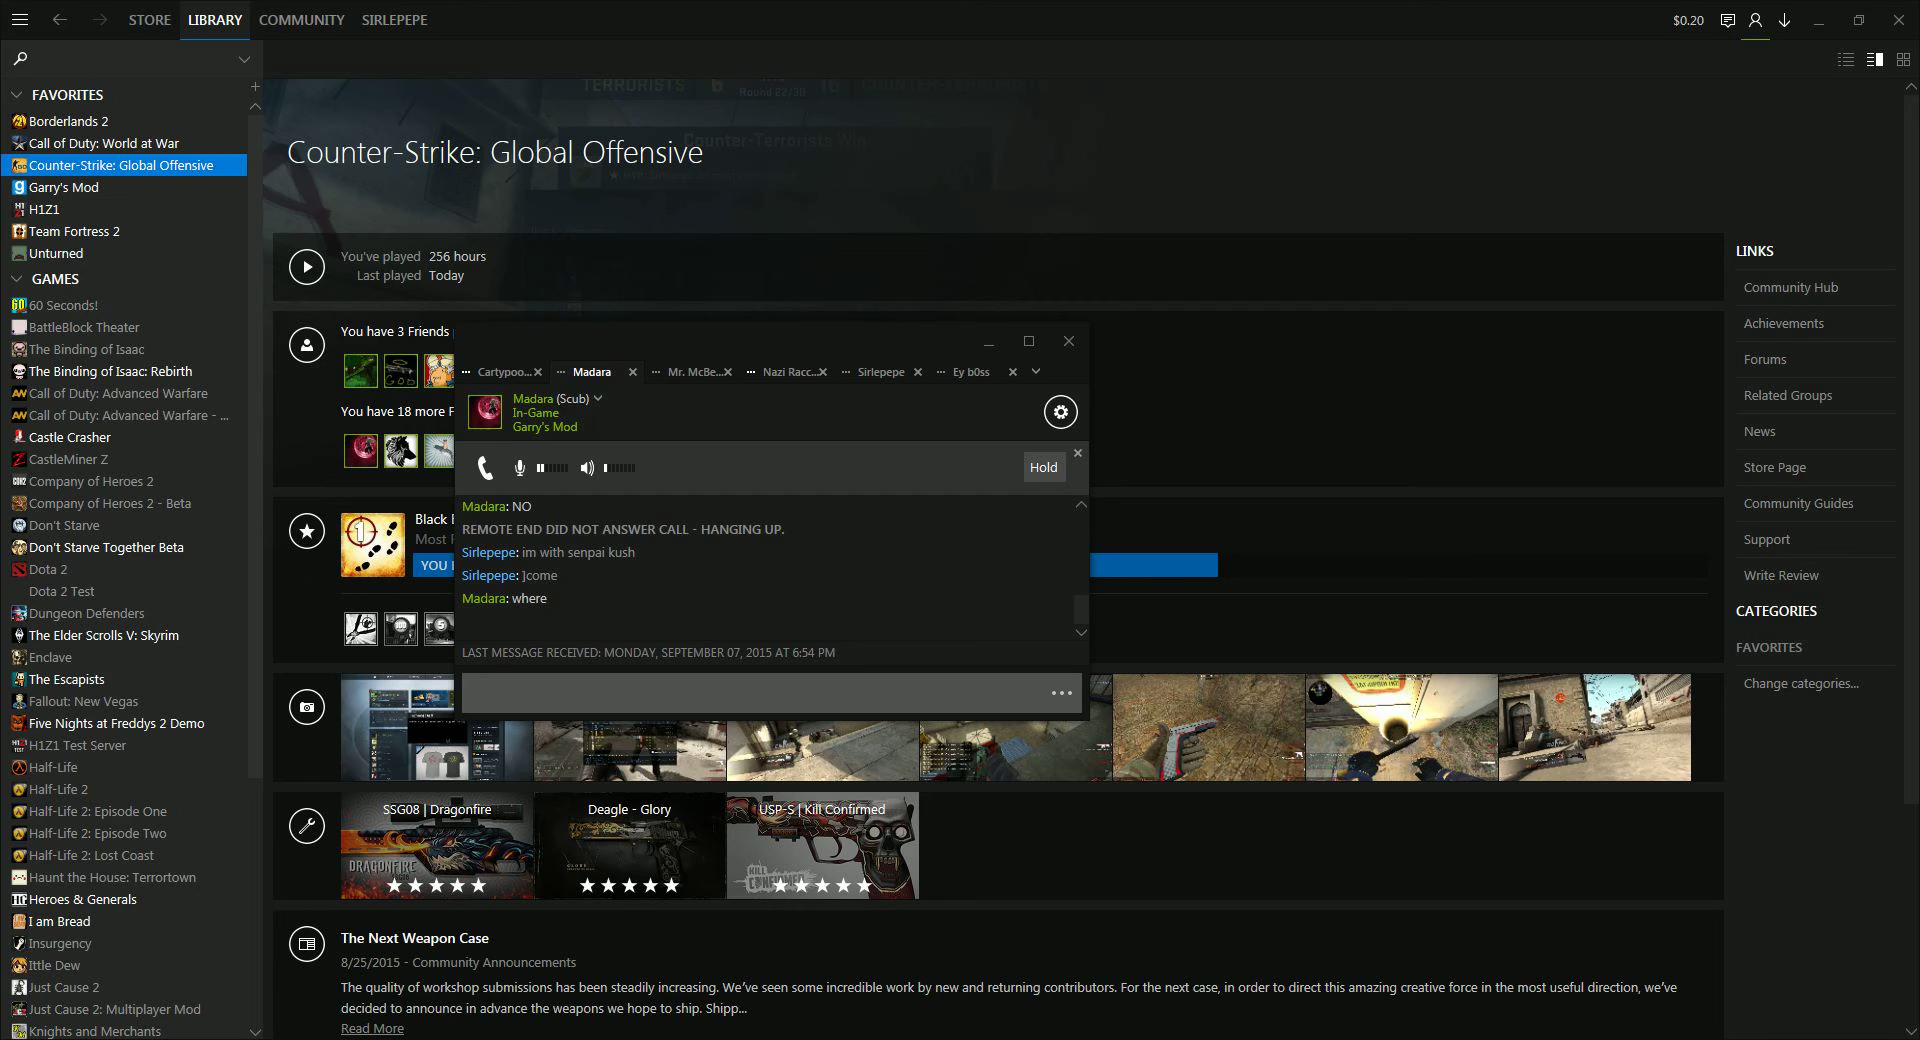 STORE LIBRARY COMMUNITY SIRLEPEPE $0.20
FAVORITES
Borderlands 2
Call of Duty: World at War
Counter-Strike: Global Offensive
Garry's Mod
H1Z1
Team Fortress 2
Unturned
GAMES
60 Seconds!
BattleBlock Theater
The Binding of Isaac
The Binding of Isaac: Rebirth
Call of Duty: Advanced Warfare
Call of Duty: Advanced Warfare - ...
Castle Crasher
CastleMiner Z
Company of Heroes 2
Company of Heroes 2 - Beta
Don't Starve
Don't Starve Together Beta
Dota 2
Dota 2 Test
Dungeon Defenders
The Elder Scrolls V: Skyrim
Enclave
The Escapists
Fallout: New Vegas
Five Nights at Freddys 2 Demo
H1Z1 Test Server
Half-Life
Half-Life 2
Half-Life 2: Episode One
Half-Life 2: Episode Two
Half-Life 2: Lost Coast
Haunt the House: Terrortown
Heroes & Generals
I am Bread
Insurgency
Ittle Dew
Just Cause 2
Just Cause 2: Multiplayer Mod
Knights and Merchants
TERRORISTS 6 Round 22/30 16 COUNTER-TERRORISTS
Counter-Terrorists Win
Counter-Strike: Global Offensive
You've played 256 hours
Last played Today
You have 3 Friends
You have 18 more F
Cartypoo... Madara Mr. McBe... Nazi Racc... Sirlepepe Ey b0ss
Madara (Scub)
In-Game
Garry's Mod
Hold
Madara: NO
REMOTE END DID NOT ANSWER CALL - HANGING UP.
Sirlepepe: im with senpai kush
Sirlepepe: ]come
Madara: where
LAST MESSAGE RECEIVED: MONDAY, SEPTEMBER 07, 2015 AT 6:54 PM
Black
Most
YOU
SSG08 | Dragonfire
DRAGONFIRE
Deagle - Glory
USP-S | Kill Confirmed
KILL CONFIRMED
The Next Weapon Case
8/25/2015 - Community Announcements
The quality of workshop submissions has been steadily increasing. We've seen some incredible work by new and returning contributors. For the next case, in order to direct this amazing creative force in the most useful direction, we've
decided to announce in advance the weapons we hope to ship. Shipp...
Read More
LINKS
Community Hub
Achievements
Forums
Related Groups
News
Store Page
Community Guides
Support
Write Review
CATEGORIES
FAVORITES
Change categories...